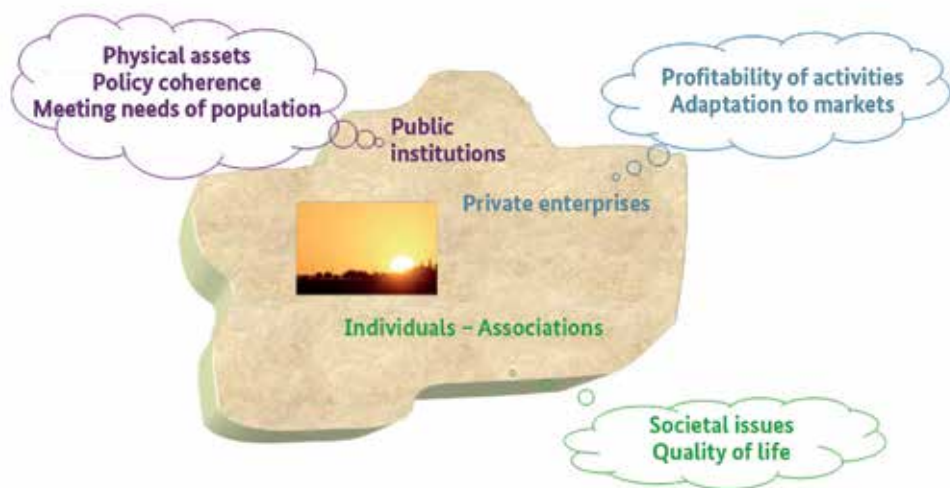 Physical assets
Policy coherence
Meeting needs of population
Public
institutions
Profitability of activities
Adaptation to markets
Private enterprises
Individuals – Associations
Societal issues
Quality of life